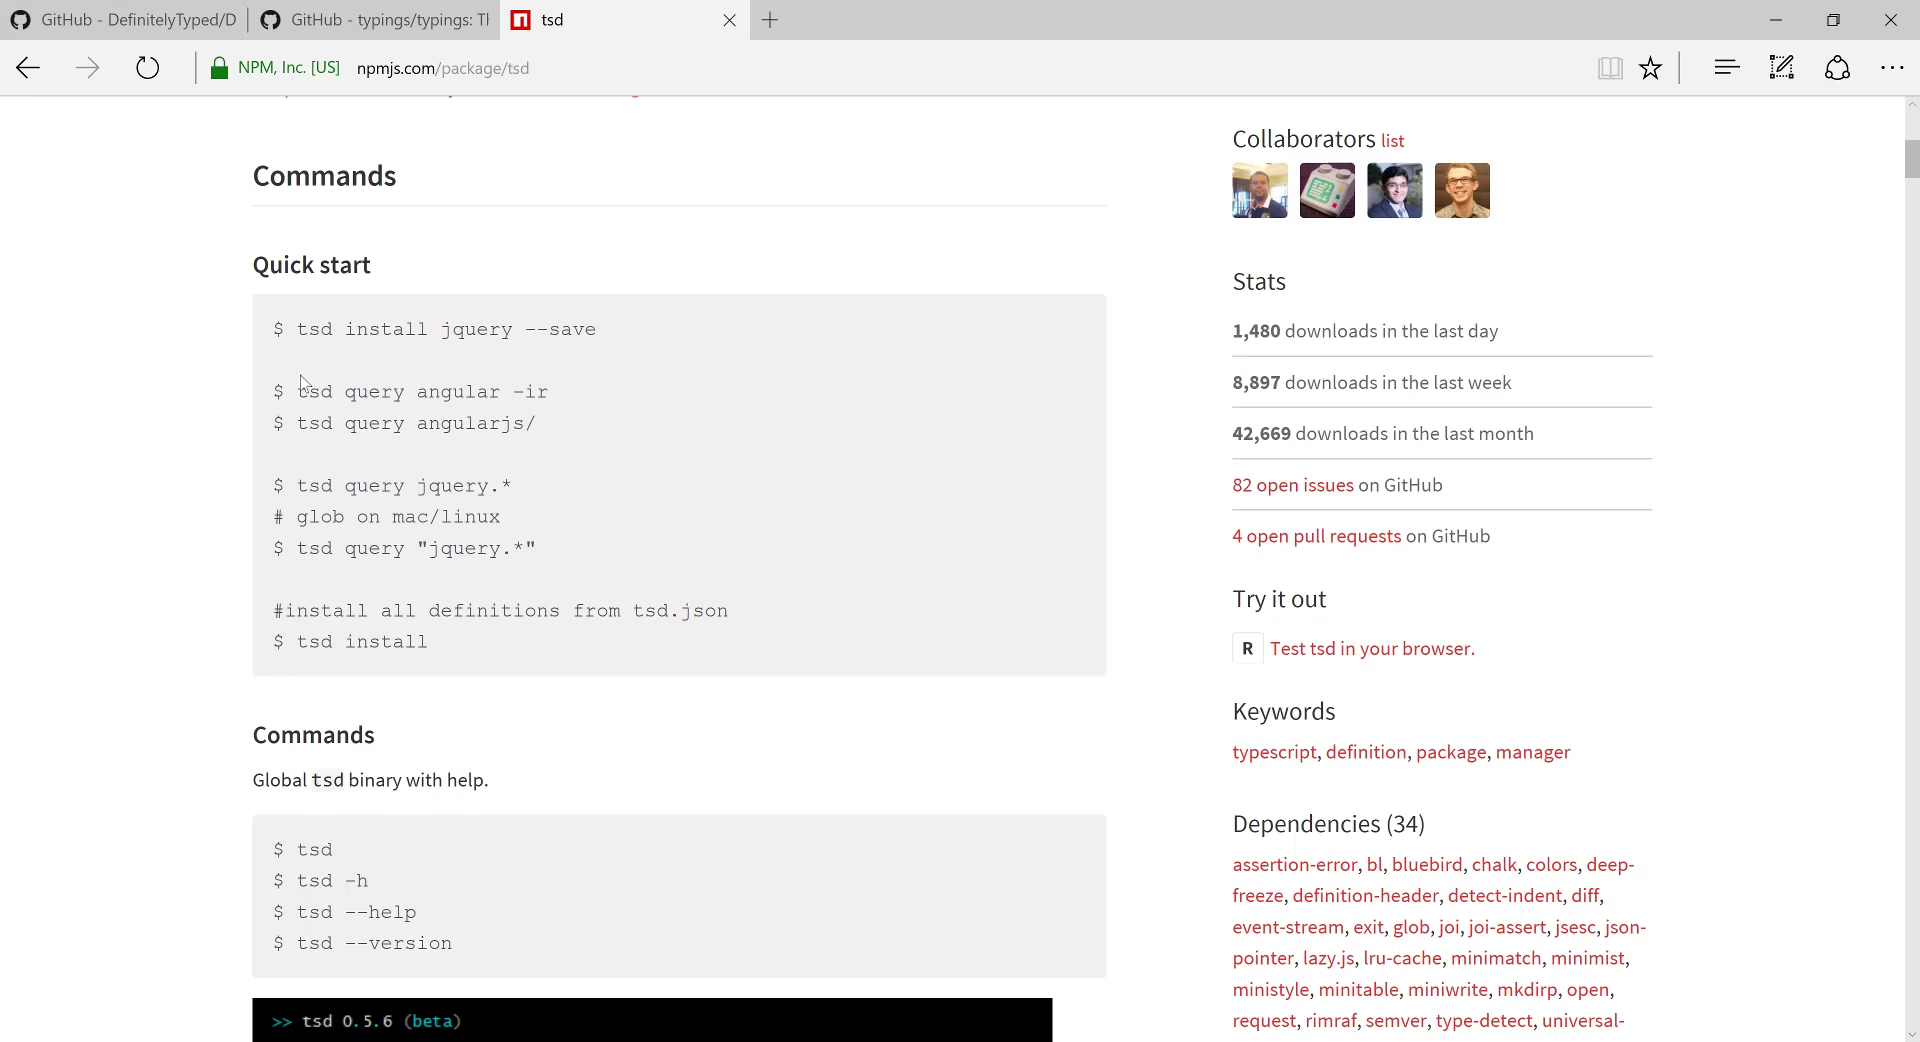 GitHub - DefinitelyTyped/D
GitHub - typings/typings: Tl
tsd
NPM, Inc. [US] npmjs.com/package/tsd
Commands
Quick start
$ tsd install jquery --save
$ tsd query angular -ir
$ tsd query angularjs/
$ tsd query jquery.*
# glob on mac/linux
$ tsd query "jquery.*"
#install all definitions from tsd.json
$ tsd install
Commands
Global tsd binary with help.
$ tsd
$ tsd -h
$ tsd --help
$ tsd --version
>> tsd 0.5.6 (beta)
Collaborators list
Stats
1,480 downloads in the last day
8,897 downloads in the last week
42,669 downloads in the last month
82 open issues on GitHub
4 open pull requests on GitHub
Try it out
R Test tsd in your browser.
Keywords
typescript, definition, package, manager
Dependencies (34)
assertion-error, bl, bluebird, chalk, colors, deep-
freeze, definition-header, detect-indent, diff,
event-stream, exit, glob, joi, joi-assert, jsesc, json-
pointer, lazy.js, lru-cache, minimatch, minimist,
ministyle, minitable, miniwrite, mkdirp, open,
request, rimraf, semver, type-detect, universal-